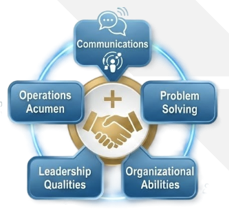 Communications
Operations
Acumen
Problem
Solving
Leadership
Qualities
Organizational
Abilities